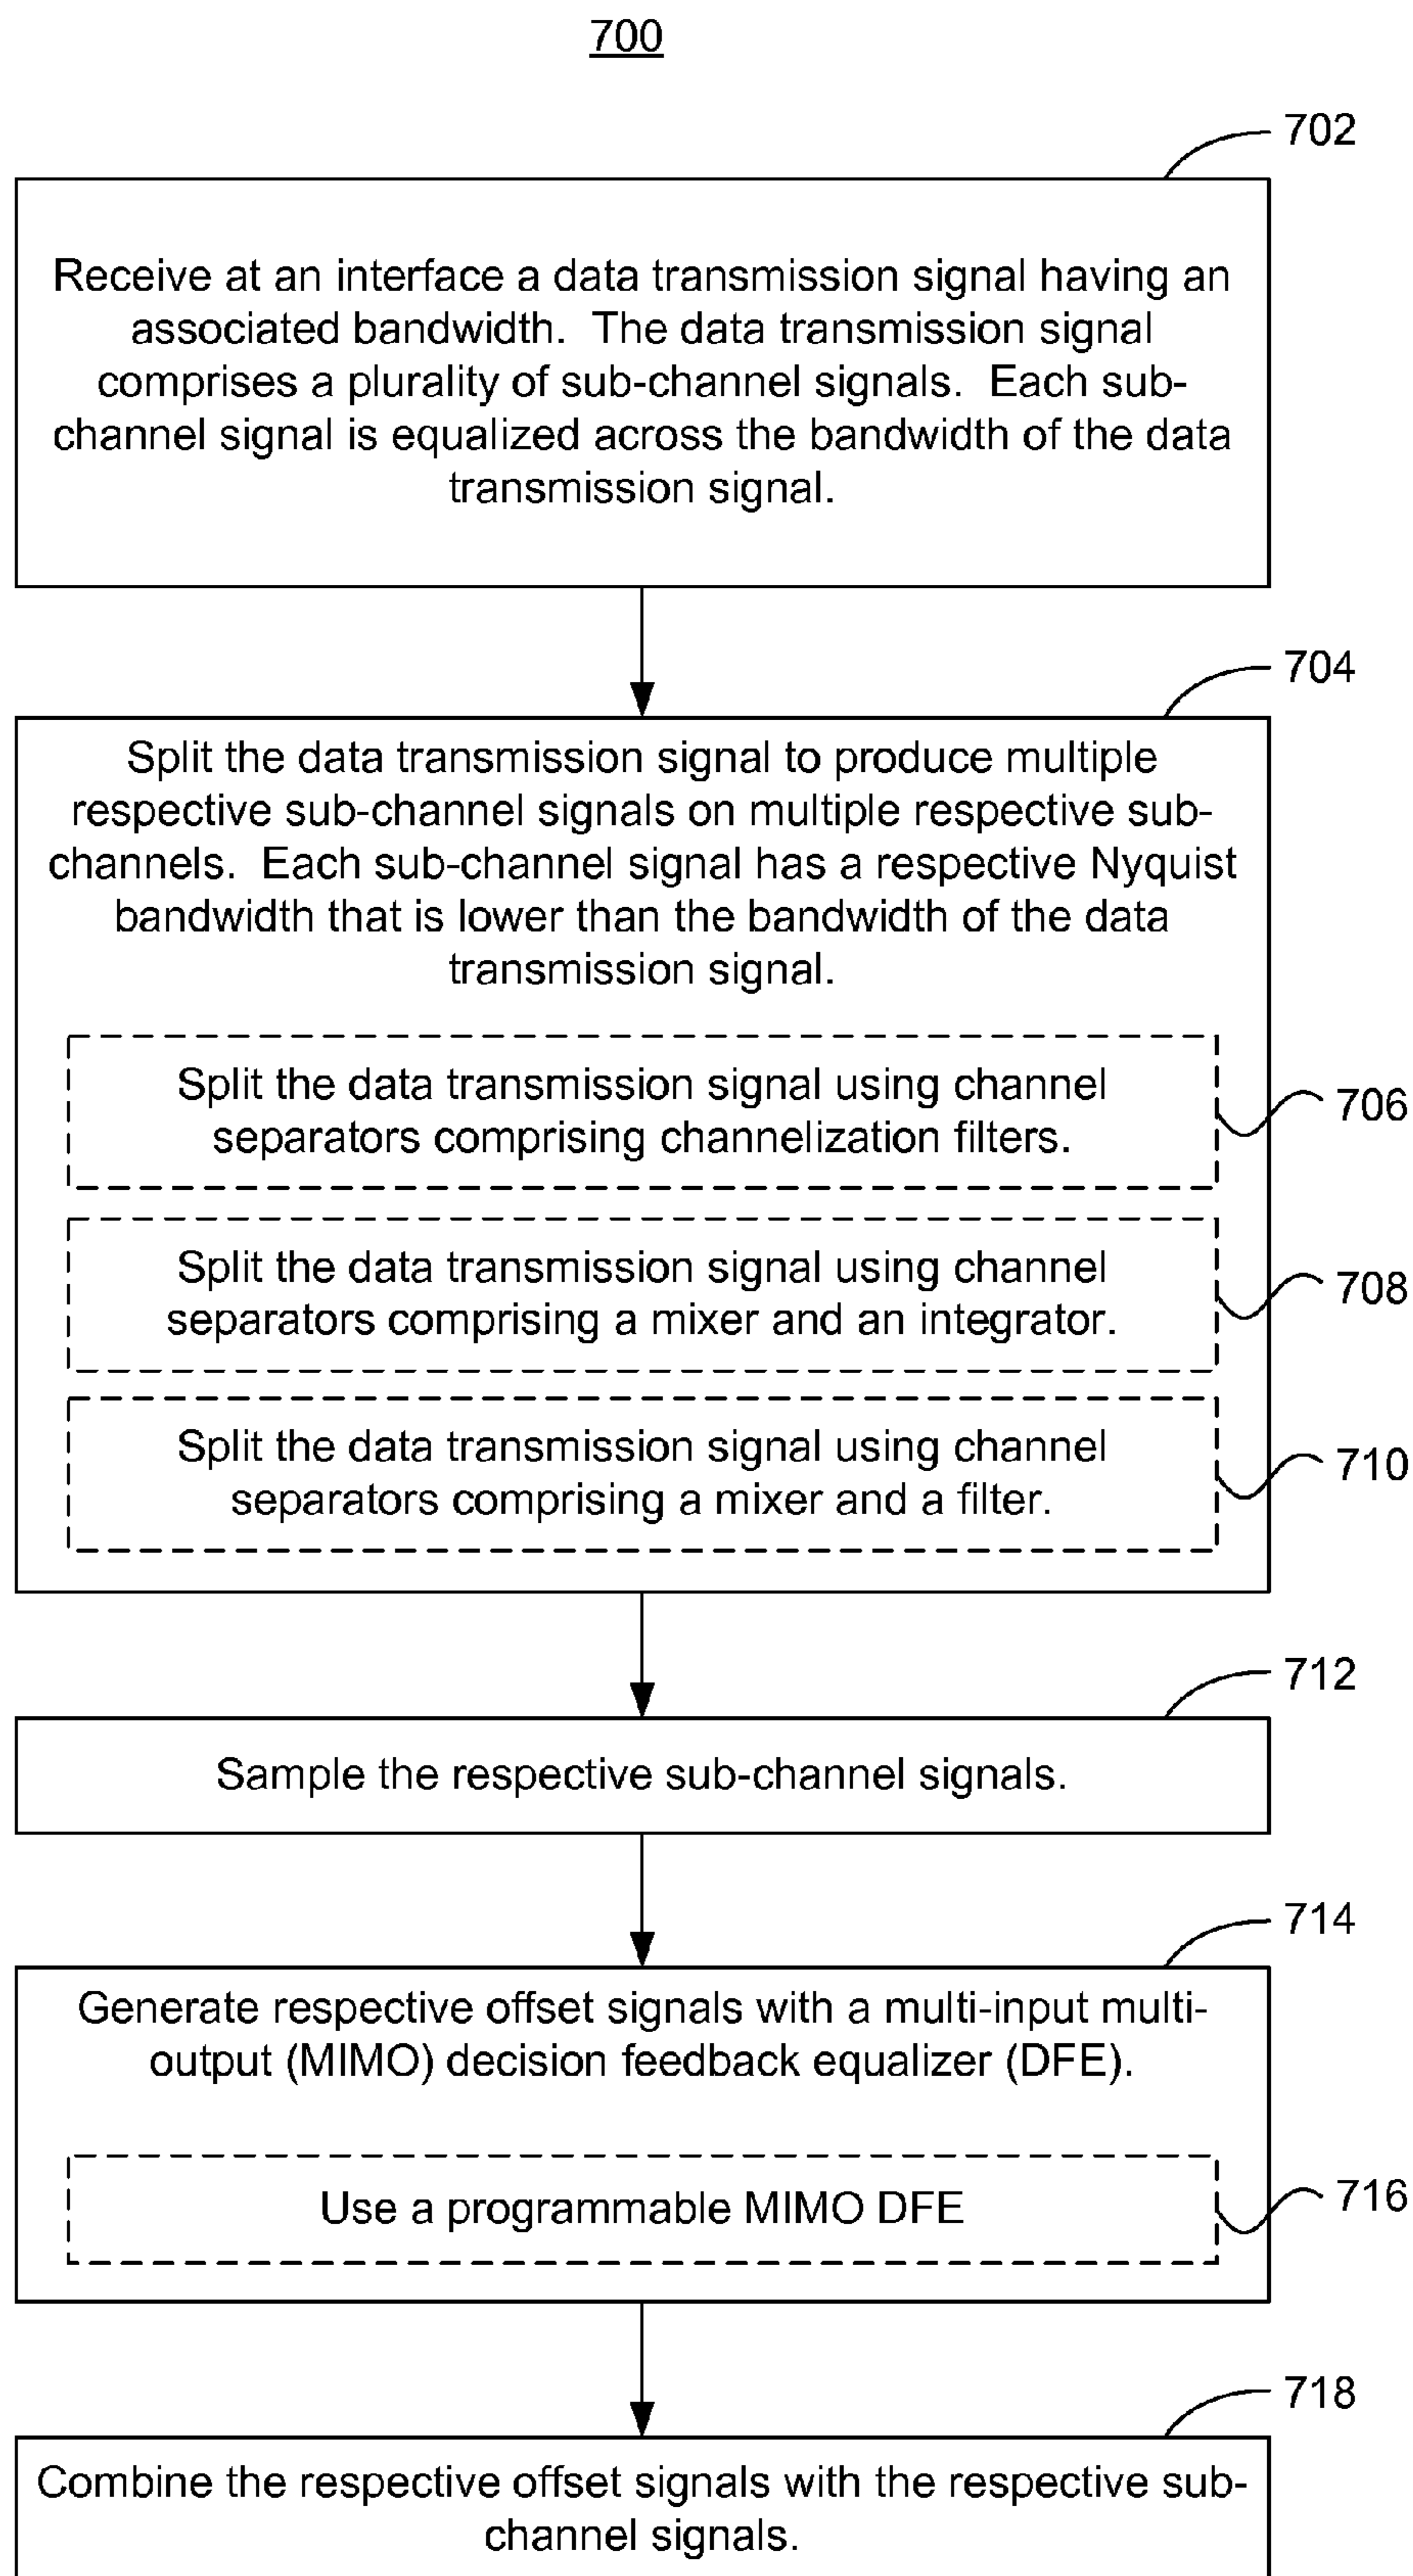 700
702
Receive at an interface a data transmission signal having an
associated bandwidth.  The data transmission signal
comprises a plurality of sub-channel signals.  Each sub-
channel signal is equalized across the bandwidth of the data
transmission signal.
704
Split the data transmission signal to produce multiple
respective sub-channel signals on multiple respective sub-
channels.  Each sub-channel signal has a respective Nyquist
bandwidth that is lower than the bandwidth of the data
transmission signal.
Split the data transmission signal using channel
separators comprising channelization filters.
706
Split the data transmission signal using channel
separators comprising a mixer and an integrator.
708
Split the data transmission signal using channel
separators comprising a mixer and a filter.
710
712
Sample the respective sub-channel signals.
714
Generate respective offset signals with a multi-input multi-
output (MIMO) decision feedback equalizer (DFE).
Use a programmable MIMO DFE
716
718
Combine the respective offset signals with the respective sub-
channel signals.